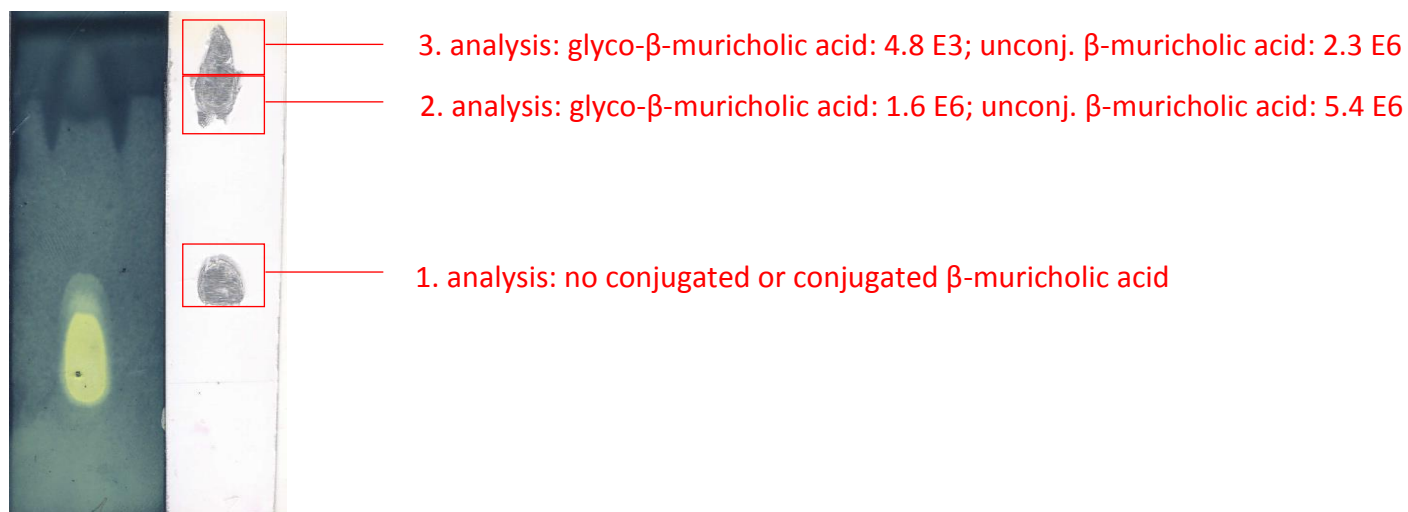 3. analysis: glyco-β-muricholic acid: 4.8 E3; unconj. β-muricholic acid: 2.3 E6
2. analysis: glyco-β-muricholic acid: 1.6 E6; unconj. β-muricholic acid: 5.4 E6
1. analysis: no conjugated or conjugated β-muricholic acid